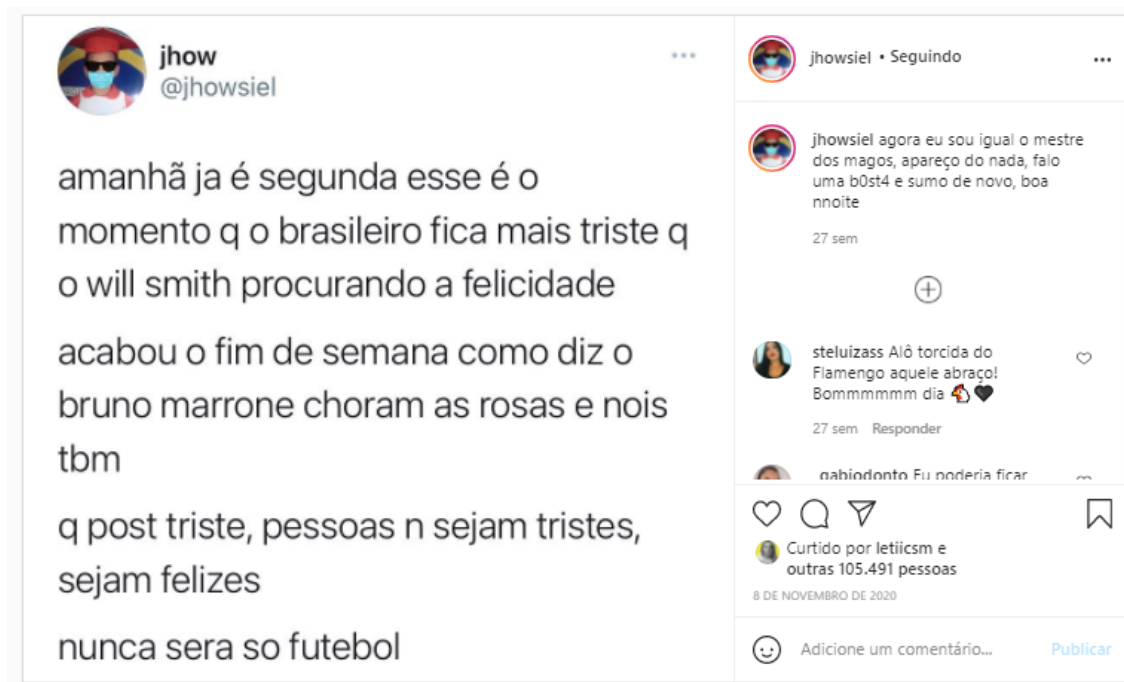 jhow
@jhowsiel
amanhã ja é segunda esse é o
momento q o brasileiro fica mais triste q
o will smith procurando a felicidade
acabou o fim de semana como diz o
bruno marrone choram as rosas e nois
tbm
q post triste, pessoas n sejam tristes,
sejam felizes
nunca sera so futebol
jhowsiel • Seguindo
jhowsiel agora eu sou igual o mestre
dos magos, apareço do nada, falo
uma b0st4 e sumo de novo, boa
nnoite
27 sem
steluizass Alô torcida do
Flamengo aquele abraço!
Bommmmmm dia 🐔🖤
27 sem Responder
gabiodonto Eu poderia ficar
Curtido por letiicsm e
outras 105.491 pessoas
8 DE NOVEMBRO DE 2020
Adicione um comentário... Publicar